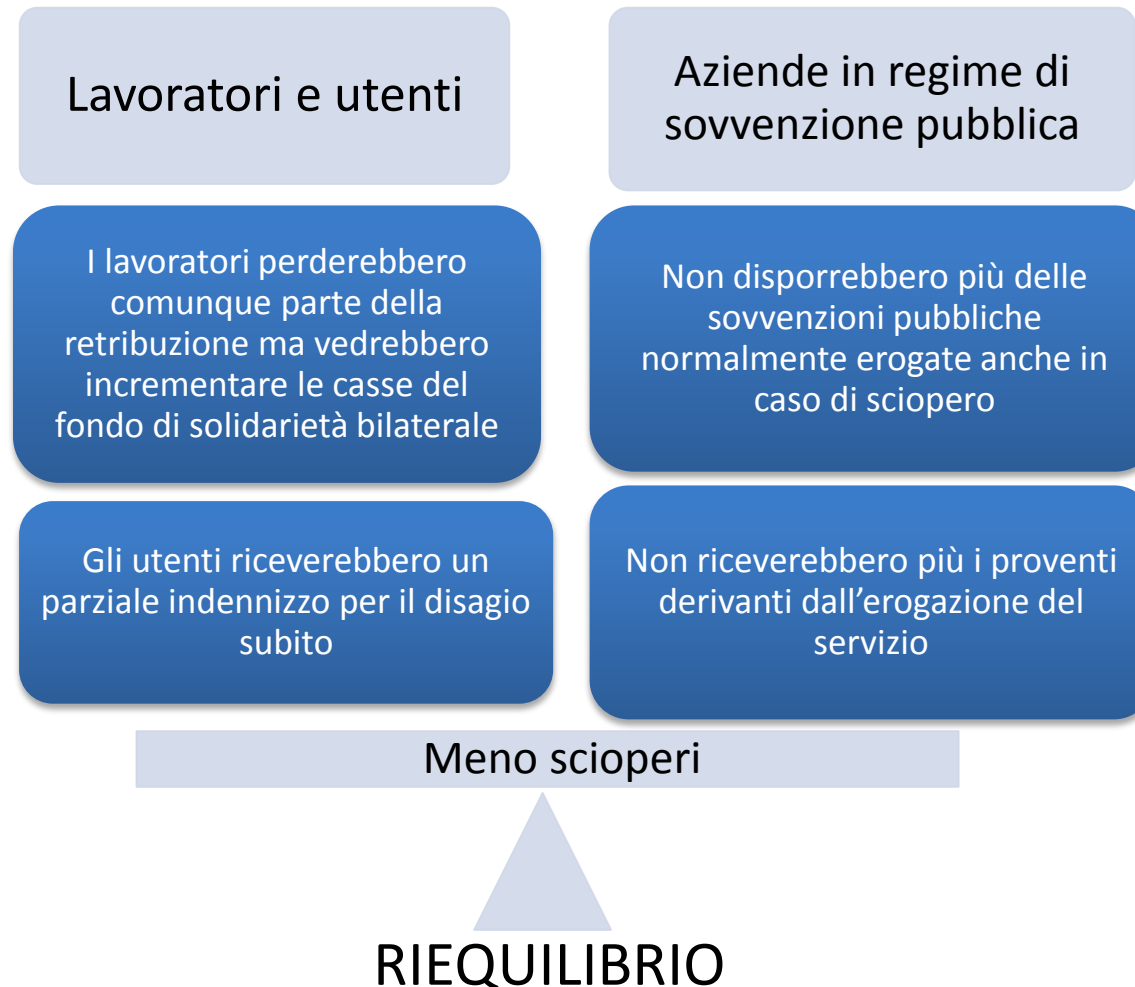 Lavoratori e utenti
I lavoratori perderebbero
comunque parte della
retribuzione ma vedrebbero
incrementare le casse del
fondo di solidarietà bilaterale
Gli utenti riceverebbero un
parziale indennizzo per il disagio
subito
Aziende in regime di
sovvenzione pubblica
Non disporrebbero più delle
sovvenzioni pubbliche
normalmente erogate anche in
caso di sciopero
Non riceverebbero più i proventi
derivanti dall’erogazione del
servizio
Meno scioperi
RIEQUILIBRIO